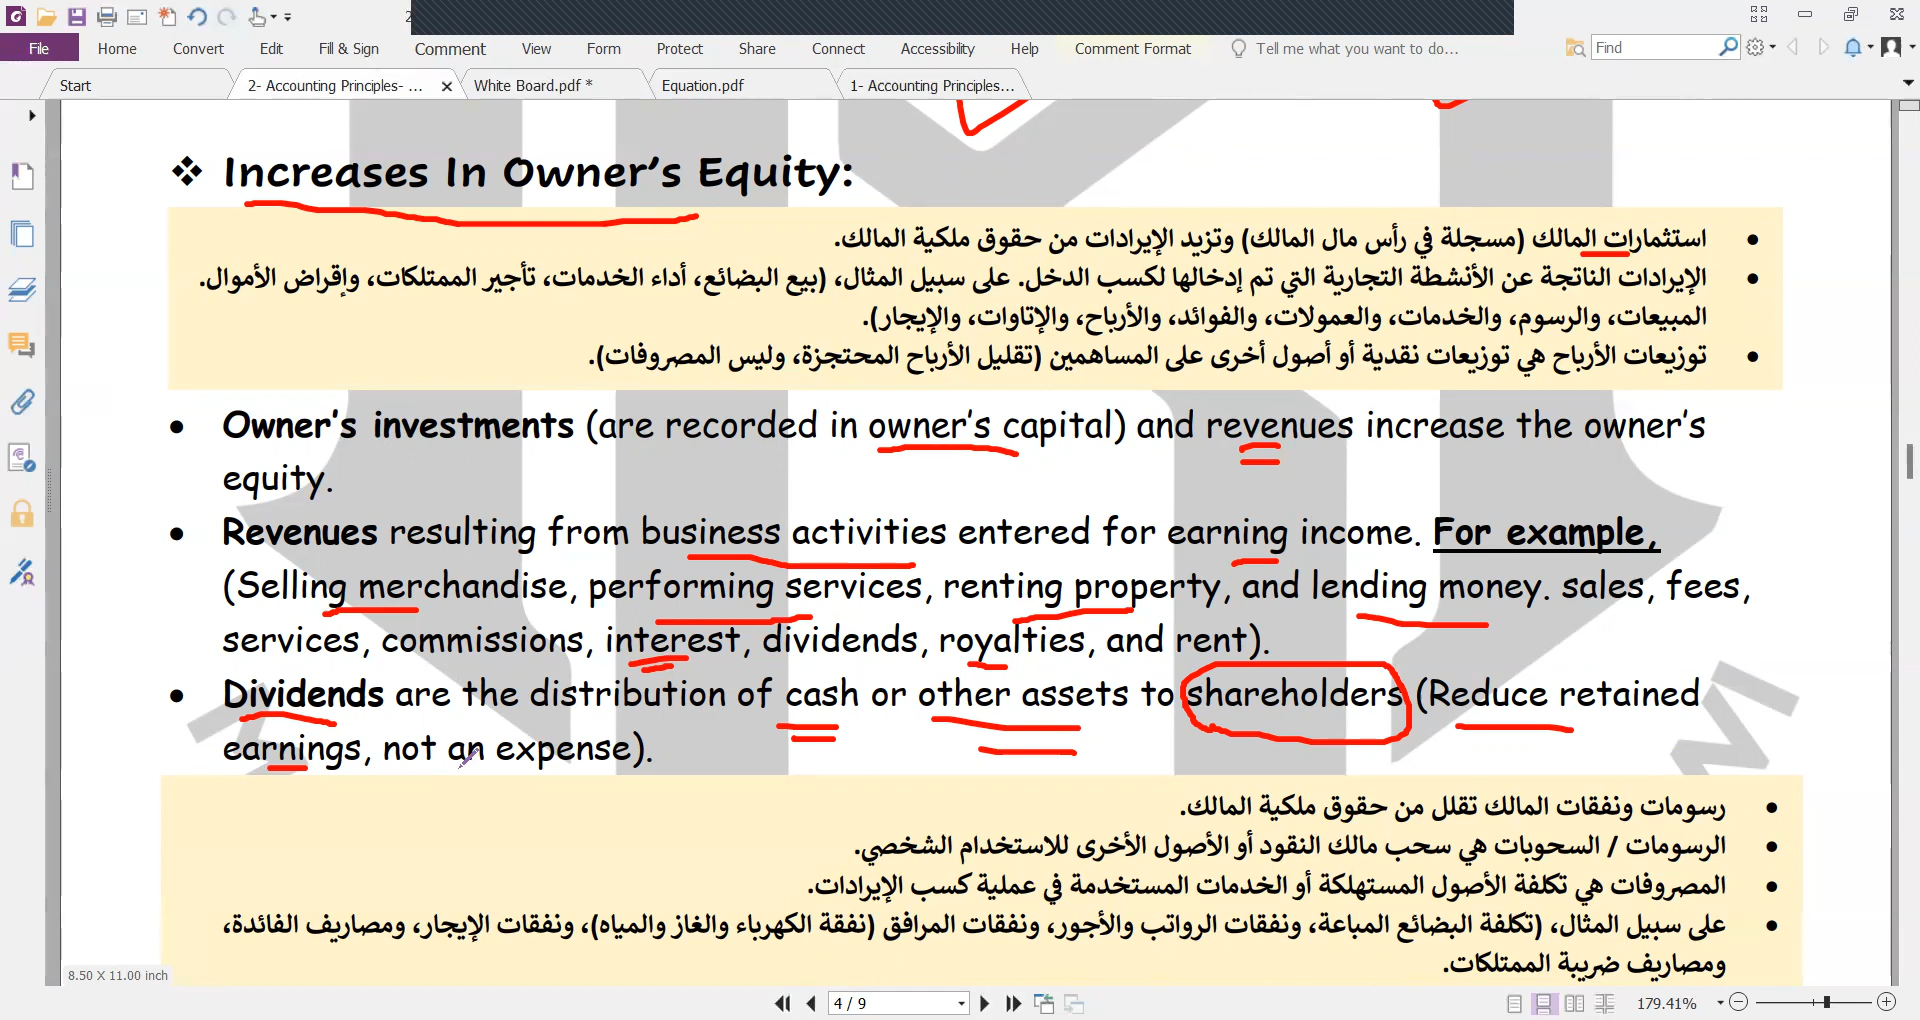 File
Home
Convert
Edit
Fill & Sign
Comment
View
Form
Protect
Share
Connect
Accessibility
Help
Comment Format
Tell me what you want to do...
Find
Start
2- Accounting Principles- ...
White Board.pdf *
Equation.pdf
1- Accounting Principles...
❖ Increases In Owner's Equity:
• استثمارات المالك (مسجلة في رأس مال المالك) وتزيد الإيرادات من حقوق ملكية المالك.
• الإيرادات الناتجة عن الأنشطة التجارية التي تم إدخالها لكسب الدخل. على سبيل المثال، (بيع البضائع، أداء الخدمات، تأجير الممتلكات، وإقراض الأموال.
المبيعات، والرسوم، والخدمات، والعمولات، والفوائد، والأرباح، والإتاوات، والإيجار).
• توزيعات الأرباح هي توزيعات نقدية أو أصول أخرى على المساهمين (تقليل الأرباح المحتجزة، وليس المصروفات).
• Owner's investments (are recorded in owner's capital) and revenues increase the owner's
equity.
• Revenues resulting from business activities entered for earning income. For example,
(Selling merchandise, performing services, renting property, and lending money. sales, fees,
services, commissions, interest, dividends, royalties, and rent).
• Dividends are the distribution of cash or other assets to shareholders (Reduce retained
earnings, not an expense).
• رسومات ونفقات المالك تقلل من حقوق ملكية المالك.
• الرسومات / السحوبات هي سحب مالك النقود أو الأصول الأخرى للاستخدام الشخصي.
• المصروفات هي تكلفة الأصول المستهلكة أو الخدمات المستخدمة في عملية كسب الإيرادات.
• على سبيل المثال، (تكلفة البضائع المباعة، ونفقات الرواتب والأجور، ونفقات المرافق (نفقة الكهرباء والغاز والمياه)، ونفقات الإيجار، ومصاريف الفائدة،
ومصاريف ضريبة الممتلكات.
8.50 X 11.00 inch
4 / 9
179.41%